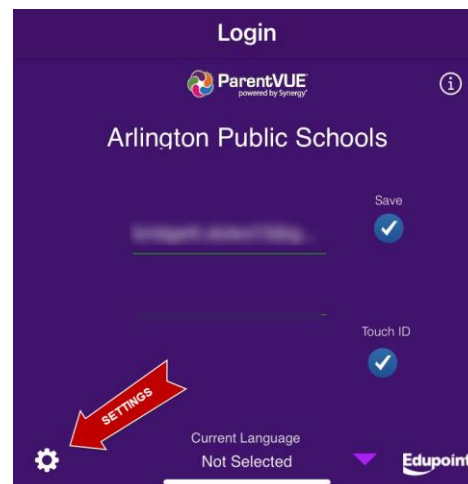 Login
ParentVUE
powered by Synergy
Arlington Public Schools
Save
Touch ID
SETTINGS
Current Language
Not Selected
Edupoint